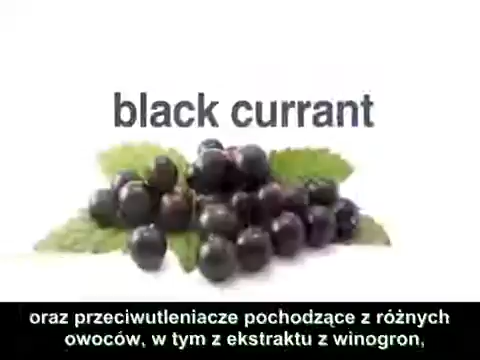 black currant
oraz przeciwutleniacze pochodzące z różnych
owoców, w tym z ekstraktu z winogron,